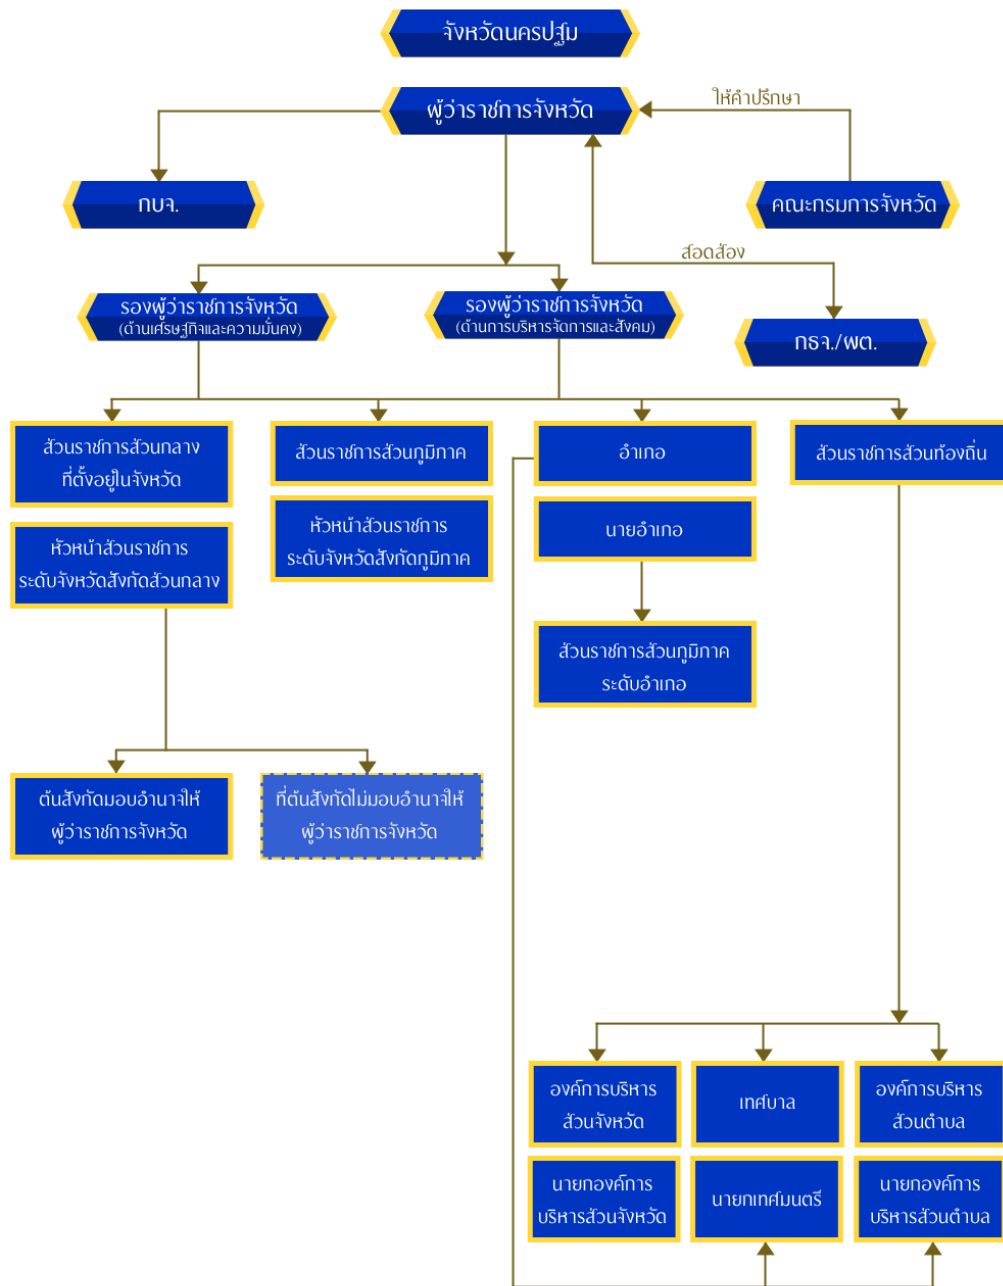 จังหวัดนครปฐม
ผู้ว่าราชการจังหวัด
ให้คำปรึกษา
กบจ.
คณะกรมการจังหวัด
สอดส่อง
รองผู้ว่าราชการจังหวัด
(ด้านเศรษฐกิจและความมั่นคง)
รองผู้ว่าราชการจังหวัด
(ด้านการบริหารจัดการและสังคม)
กธจ./ผต.
ส่วนราชการส่วนกลาง
ที่ตั้งอยู่ในจังหวัด
ส่วนราชการส่วนภูมิภาค
อำเภอ
ส่วนราชการส่วนท้องถิ่น
หัวหน้าส่วนราชการ
ระดับจังหวัดสังกัดส่วนกลาง
หัวหน้าส่วนราชการ
ระดับจังหวัดสังกัดภูมิภาค
นายอำเภอ
ส่วนราชการส่วนภูมิภาค
ระดับอำเภอ
ต้นสังกัดมอบอำนาจให้
ผู้ว่าราชการจังหวัด
ที่ต้นสังกัดไม่มอบอำนาจให้
ผู้ว่าราชการจังหวัด
องค์การบริหาร
ส่วนจังหวัด
เทศบาล
องค์การบริหาร
ส่วนตำบล
นายกองค์การ
บริหารส่วนจังหวัด
นายกเทศมนตรี
นายกองค์การ
บริหารส่วนตำบล